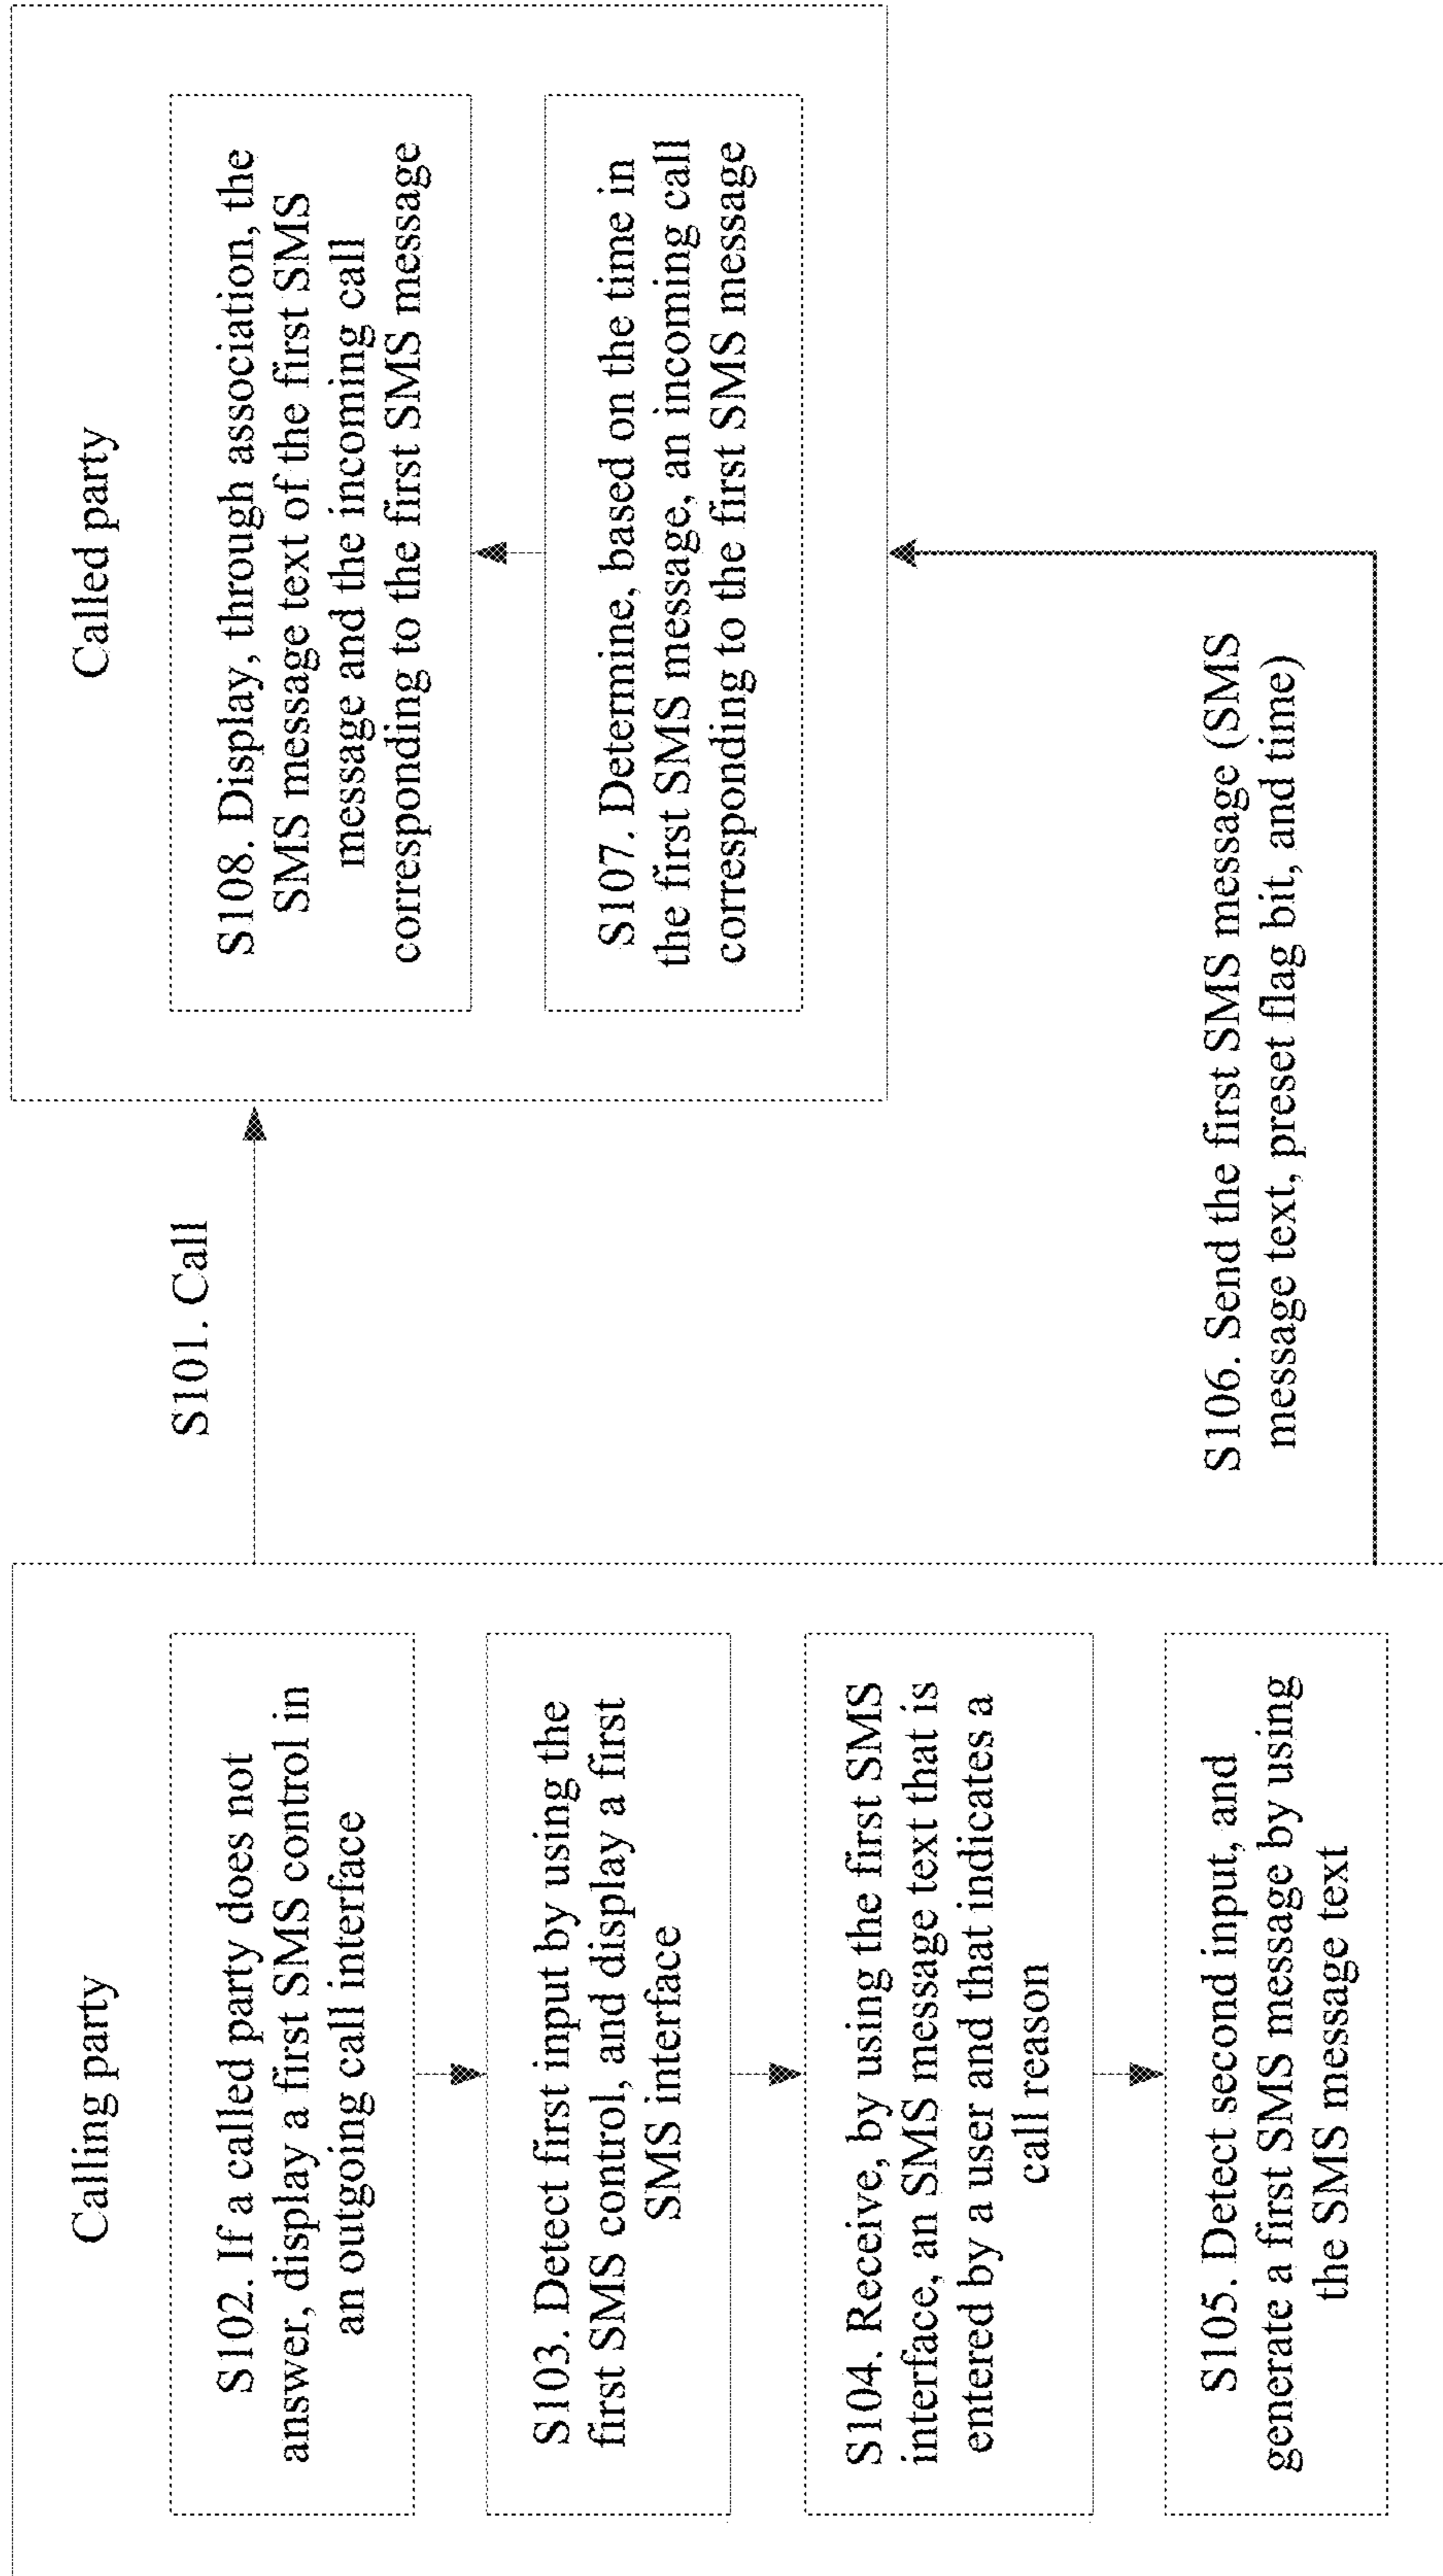 Calling party
S102. If a called party does not
answer, display a first SMS control in
an outgoing call interface
S103. Detect first input by using the
first SMS control, and display a first
SMS interface
S104. Receive, by using the first SMS
interface, an SMS message text that is
entered by a user and that indicates a
call reason
S105. Detect second input, and
generate a first SMS message by using
the SMS message text
S101. Call
S106. Send the first SMS message (SMS
message text, preset flag bit, and time)
Called party
S108. Display, through association, the
SMS message text of the first SMS
message and the incoming call
corresponding to the first SMS message
S107. Determine, based on the time in
the first SMS message, an incoming call
corresponding to the first SMS message